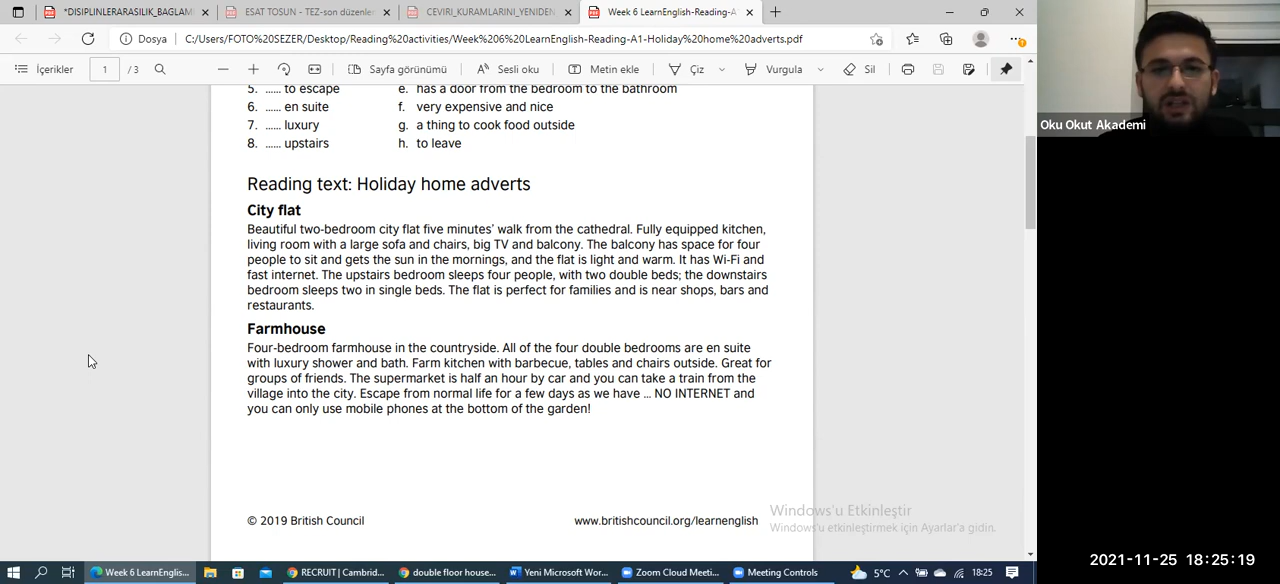 *DISIPLINLERARASILIK_BAGLAM
ESAT TOSUN - TEZ-son düzenler
CEVIRI_KURAMLARINI_YENIDEN
Week 6 LearnEnglish-Reading-A
Dosya
C:/Users/FOTO%20SEZER/Desktop/Reading%20activities/Week%206%20LearnEnglish-Reading-A1-Holiday%20home%20adverts.pdf
İçerikler 1 / 3 Sayfa görünümü Sesli oku Metin ekle Çiz Vurgula Sil
5. ...... to escape e. has a door from the bedroom to the bathroom
6. ...... en suite f. very expensive and nice
7. ...... luxury g. a thing to cook food outside
8. ...... upstairs h. to leave
Reading text: Holiday home adverts
City flat
Beautiful two-bedroom city flat five minutes' walk from the cathedral. Fully equipped kitchen,
living room with a large sofa and chairs, big TV and balcony. The balcony has space for four
people to sit and gets the sun in the mornings, and the flat is light and warm. It has Wi-Fi and
fast internet. The upstairs bedroom sleeps four people, with two double beds; the downstairs
bedroom sleeps two in single beds. The flat is perfect for families and is near shops, bars and
restaurants.
Farmhouse
Four-bedroom farmhouse in the countryside. All of the four double bedrooms are en suite
with luxury shower and bath. Farm kitchen with barbecue, tables and chairs outside. Great for
groups of friends. The supermarket is half an hour by car and you can take a train from the
village into the city. Escape from normal life for a few days as we have ... NO INTERNET and
you can only use mobile phones at the bottom of the garden!
© 2019 British Council www.britishcouncil.org/learnenglish
Windows'u Etkinleştir
Windows'u etkinleştirmek için Ayarlar'a gidin.
Oku Okut Akademi
2021-11-25 18:25:19
Week 6 LearnEnglis...
RECRUIT | Cambrid...
double floor house...
Yeni Microsoft Wor...
Zoom Cloud Meeti...
Meeting Controls
5°C
18:25